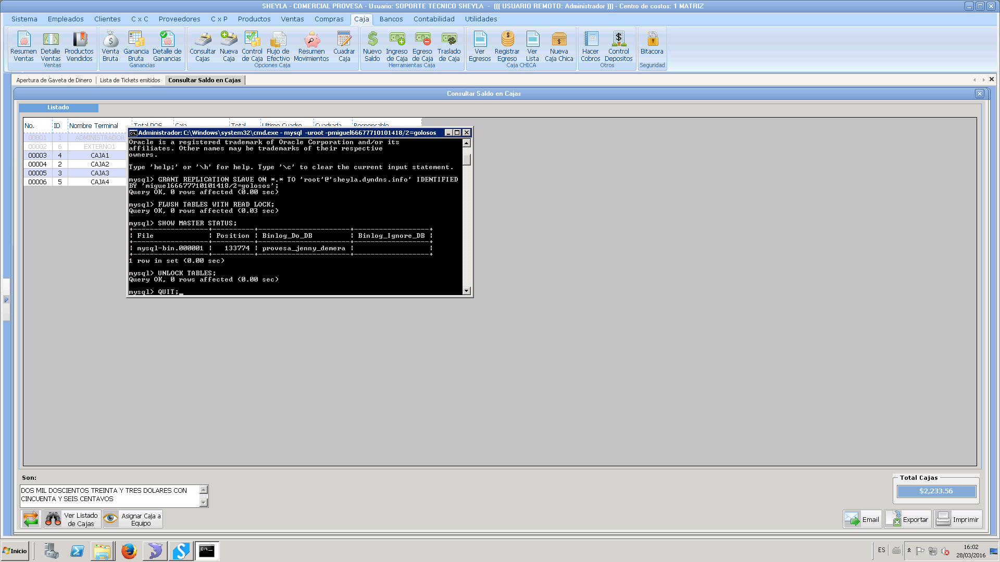 SHEYLA - COMERCIAL PROVESA - Usuario: SOPORTE TECNICO SHEYLA - ((( USUARIO REMOTO: Administrador ))) - Centro de costos: 1 MATRIZ
Sistema Empleados Clientes C x C Proveedores C x P Productos Ventas Compras Caja Bancos Contabilidad Utilidades
Resumen Ventas Detalle Ventas Productos Vendidos
Ventas
Venta Bruta Ganancia Bruta Detalle de Ganancias
Ganancias
Consultar Cajas Nueva Caja Control de Caja Flujo de Efectivo Resumen Movimientos Cuadrar Caja
Opciones Caja
Nuevo Saldo Ingreso de Caja Egreso de Caja Traslado de Caja
Herramientas Caja
Ver Egresos Registrar Egreso Ver Lista Nueva Caja Chica
Caja CHICA
Hacer Cobros Control Depositos
Otros
Bitacora
Seguridad
Apertura de Gaveta de Dinero Lista de Tickets emitidos Consultar Saldo en Cajas
Consultar Saldo en Cajas
Listado
No. ID Nombre Terminal Total POS Caja Total Ultimo Cuadre Cuadrada Responsable
00001 1 ADMINISTRADOR
00002 6 EXTERNO1
00003 4 CAJA1
00004 2 CAJA2
00005 3 CAJA3
00006 5 CAJA4
Administrador: C:\Windows\system32\cmd.exe - mysql -uroot -pmiguel66677710101418/2=golosos
Oracle is a registered trademark of Oracle Corporation and/or its
affiliates. Other names may be trademarks of their respective
owners.
Type 'help;' or '\h' for help. Type '\c' to clear the current input statement.
mysql> GRANT REPLICATION SLAVE ON *.* TO 'root'@'sheyla.dyndns.info' IDENTIFIED
BY 'miguel66677710101418/2=golosos';
Query OK, 0 rows affected (0.00 sec)
mysql> FLUSH TABLES WITH READ LOCK;
Query OK, 0 rows affected (0.03 sec)
mysql> SHOW MASTER STATUS;
+------------------+----------+----------------------+------------------+
| File | Position | Binlog_Do_DB | Binlog_Ignore_DB |
+------------------+----------+----------------------+------------------+
| mysql-bin.000001 | 133774 | provesa_jenny_demera | |
+------------------+----------+----------------------+------------------+
1 row in set (0.00 sec)
mysql> UNLOCK TABLES;
Query OK, 0 rows affected (0.00 sec)
mysql> QUIT;_
Son:
DOS MIL DOSCIENTOS TREINTA Y TRES DOLARES CON
CINCUENTA Y SEIS CENTAVOS
Total Cajas
$2,233.56
Ver Listado de Cajas
Asignar Caja a Equipo
Email Exportar Imprimir
Inicio
ES
16:02
28/03/2016